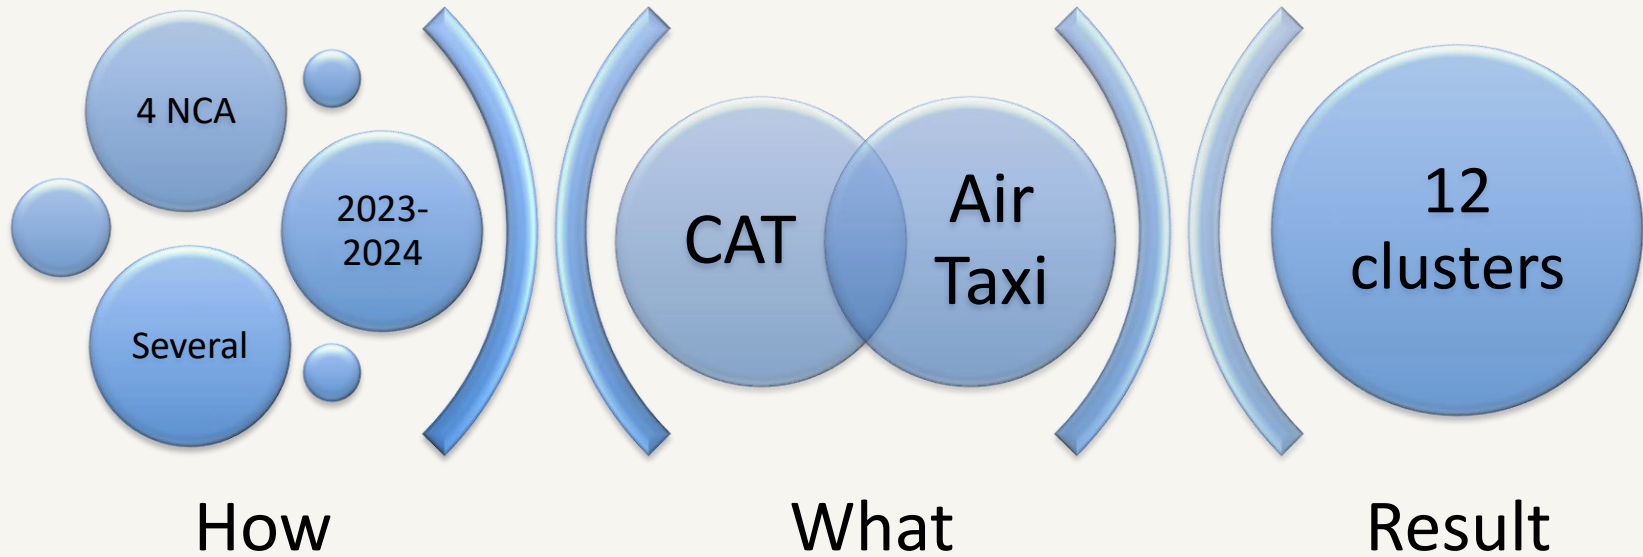 4 NCA
2023-
2024
Several
CAT
Air
Taxi
12
clusters
How
What
Result